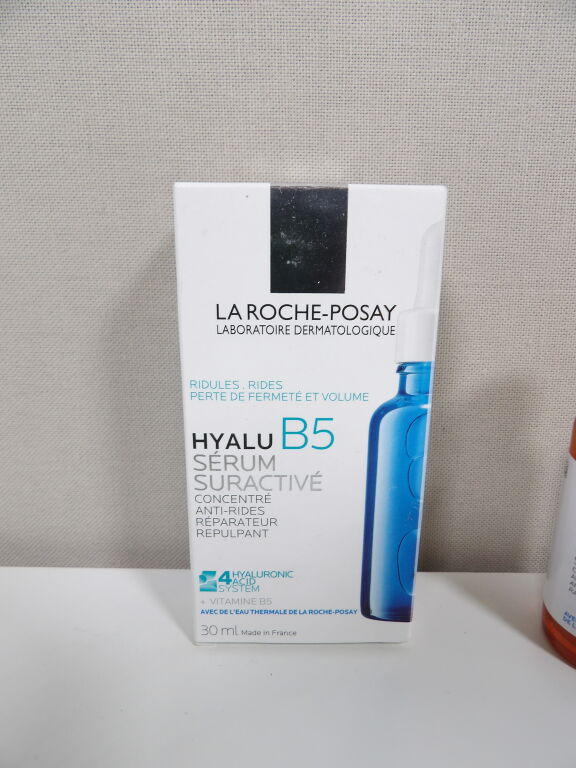 LA ROCHE-POSAY
LABORATOIRE DERMATOLOGIQUE
RIDULES . RIDES
PERTE DE FERMETÉ ET VOLUME
HYALU B5
SÉRUM
SURACTIVÉ
CONCENTRÉ
ANTI-RIDES
RÉPARATEUR
REPULPANT
4 HYALURONIC
ACID
SYSTEM
+ VITAMINE B5
AVEC DE L'EAU THERMALE DE LA ROCHE-POSAY
30 ml Made in France